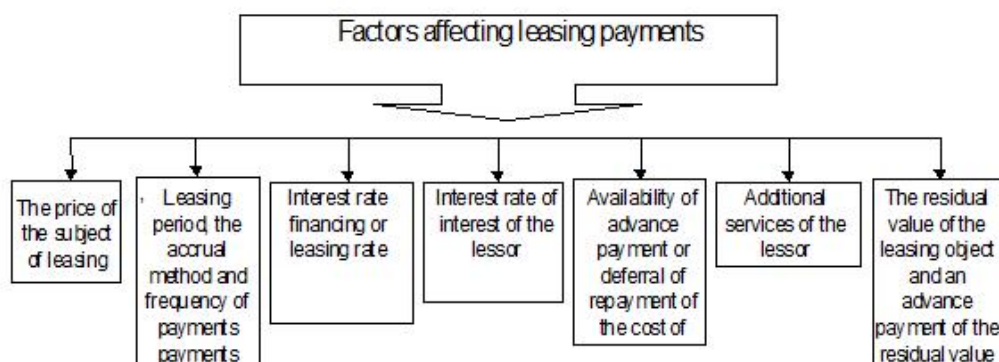 Factors affecting leasing payments
The price of
the subject
of leasing
, Leasing
period, the
accrual
method and
frequency of
payments
payments
Interest rate
financing or
leasing rate
Interest rate of
interest of the
lessor
Availability of
advance
payment or
deferral of
repayment of
the cost of
Additional
services of the
lessor
The residual
value of the
leasing object
and an
advance
payment of the
residual value